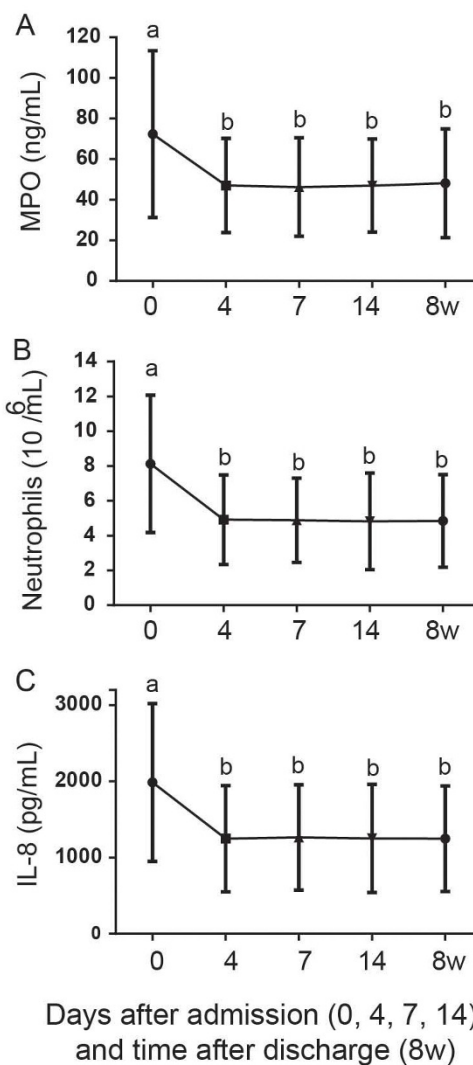 A
a
120
100
80
60
40
20
0
MPO (ng/mL)
b b b b
0 4 7 14 8w
B
a
14
12
10
8
6
4
2
0
Neutrophils (10 6/mL)
b b b b
0 4 7 14 8w
C
a
3000
2000
1000
0
IL-8 (pg/mL)
b b b b
0 4 7 14 8w
Days after admission (0, 4, 7, 14)
and time after discharge (8w)